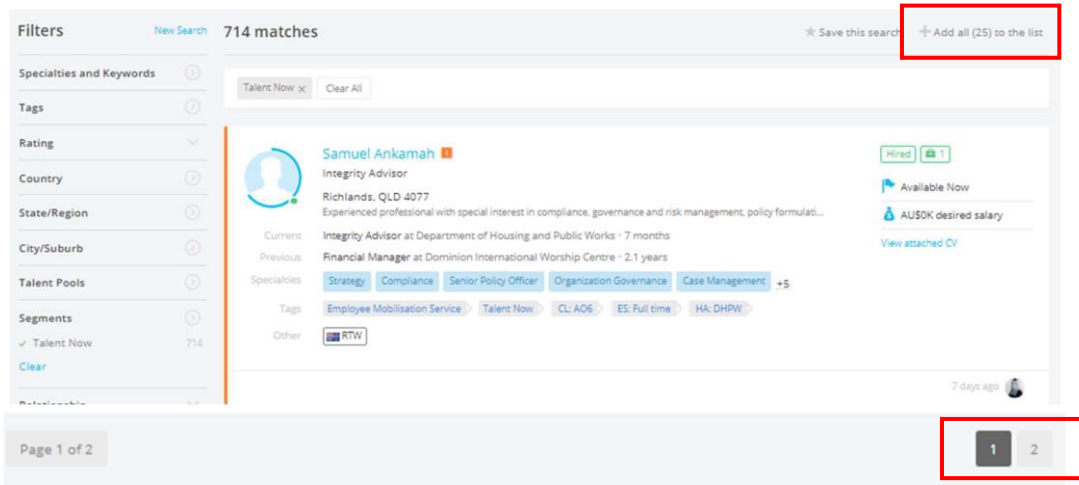 Filters
New Search
714 matches
Save this search
Add all (25) to the list
Specialties and Keywords
Tags
Rating
Country
State/Region
City/Suburb
Talent Pools
Segments
Talent Now 714
Clear
Talent Now x
Clear All
Samuel Ankamah
Integrity Advisor
Richlands, QLD 4077
Experienced professional with special interest in compliance, governance and risk management, policy formulati...
Current Integrity Advisor at Department of Housing and Public Works · 7 months
Previous Financial Manager at Dominion International Worship Centre · 2.1 years
Specialties Strategy Compliance Senior Policy Officer Organization Governance Case Management +5
Tags Employee Mobilisation Service Talent Now CL: AO6 ES: Full time HA: DHPW
Other RTW
Hired 1
Available Now
AU$0K desired salary
View attached CV
7 days ago
Page 1 of 2
1 2